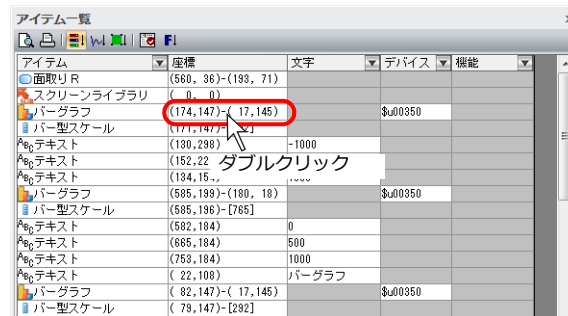 アイテム一覧
アイテム 座標 文字 デバイス 機能
面取りR (560, 36)-(193, 71)
スクリーンライブラリ ( 0, 0)
バーグラフ (174,147)-( 17,145) $u00350
バー型スケール (171,147)-
テキスト (130,298) -1000
テキスト (152,22
ダブルクリック
テキスト (134,15
バーグラフ (585,199)-(180, 18) $u00350
バー型スケール (585,196)-[765]
テキスト (582,184) 0
テキスト (665,184) 500
テキスト (753,184) 1000
テキスト ( 22,108) バーグラフ
バーグラフ ( 82,147)-( 17,145) $u00350
バー型スケール ( 79,147)-[292]